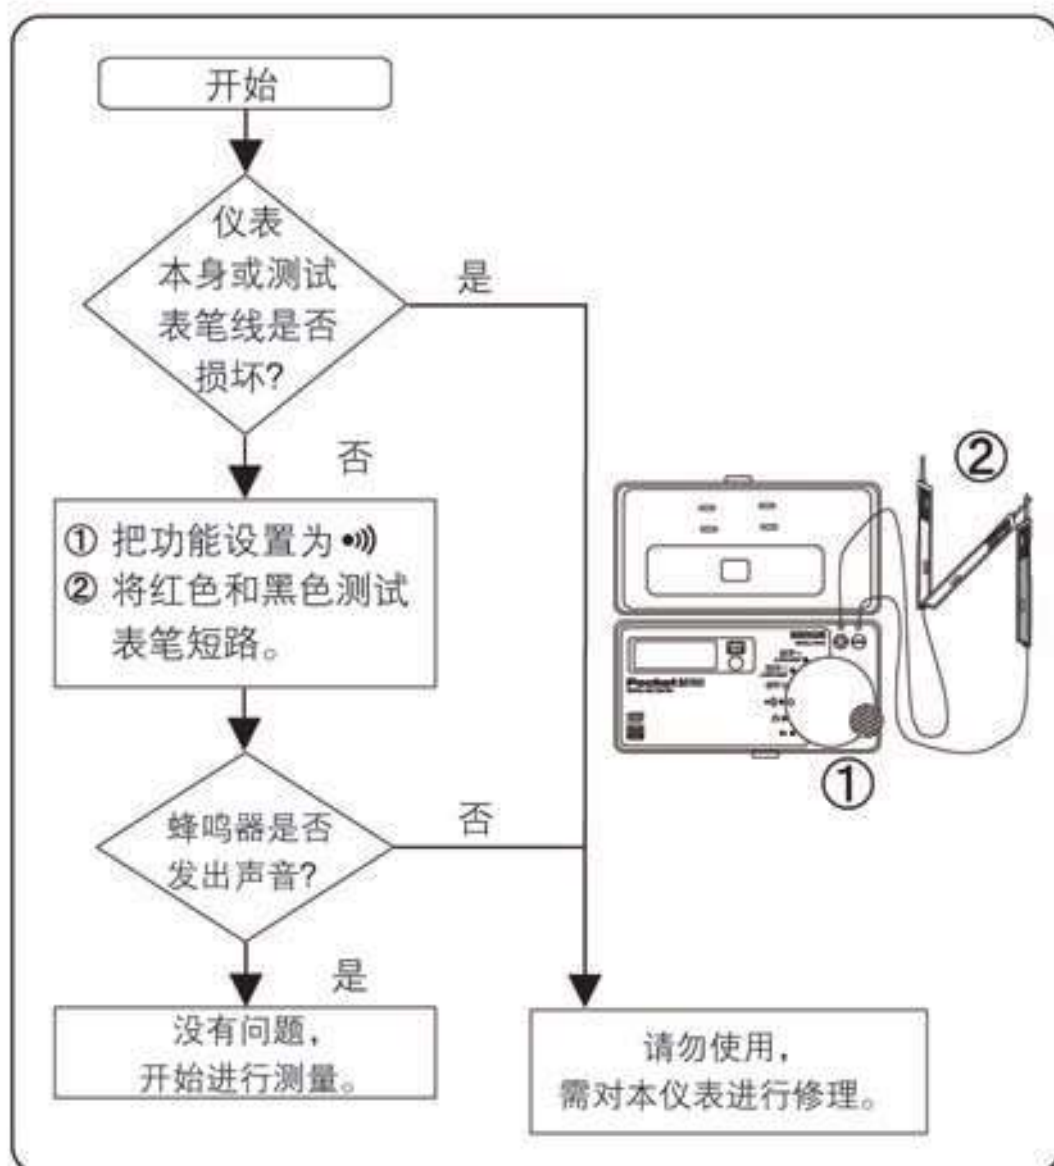 开始
仪表
本身或测试
表笔线是否
损坏?
是
否
① 把功能设置为
② 将红色和黑色测试
表笔短路。
蜂鸣器是否
发出声音?
否
是
没有问题，
开始进行测量。
请勿使用，
需对本仪表进行修理。
②
Pocket
①